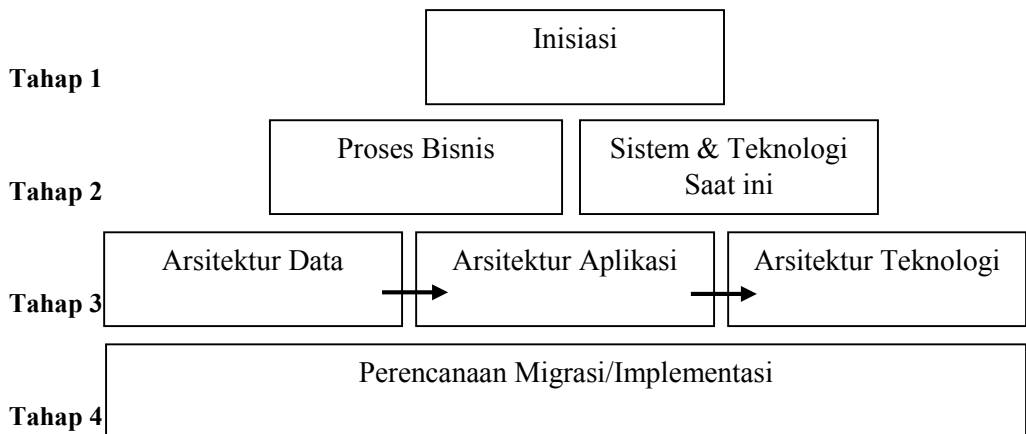 Inisiasi
Tahap 1
Proses Bisnis
Sistem & Teknologi
Saat ini
Tahap 2
Arsitektur Data
Arsitektur Aplikasi
Arsitektur Teknologi
Tahap 3
Perencanaan Migrasi/Implementasi
Tahap 4